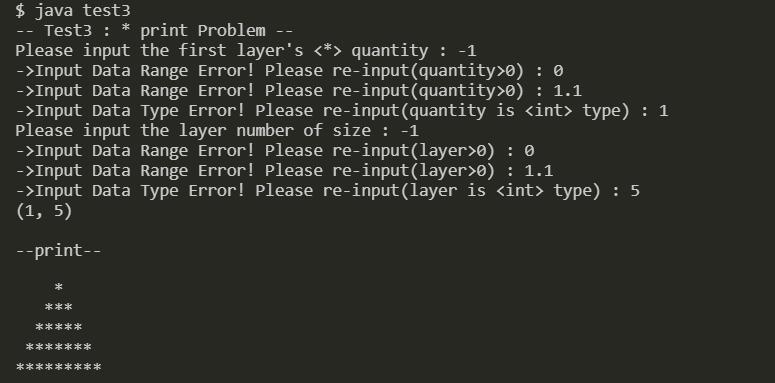 $ java test3
-- Test3 : * print Problem --
Please input the first layer's <*> quantity : -1
->Input Data Range Error! Please re-input(quantity>0) : 0
->Input Data Range Error! Please re-input(quantity>0) : 1.1
->Input Data Type Error! Please re-input(quantity is <int> type) : 1
Please input the layer number of size : -1
->Input Data Range Error! Please re-input(layer>0) : 0
->Input Data Range Error! Please re-input(layer>0) : 1.1
->Input Data Type Error! Please re-input(layer is <int> type) : 5
(1, 5)

--print--

    *
   ***
  *****
 *******
*********